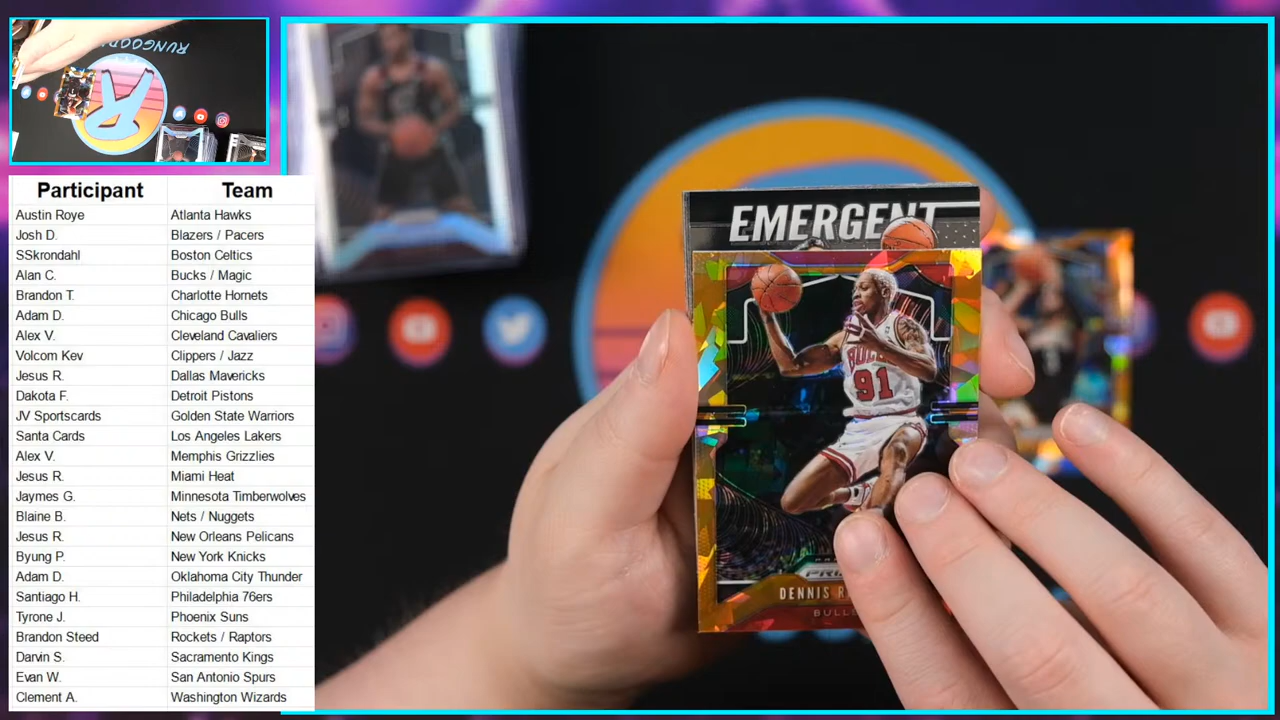 RUNGOOD
Participant Team
Austin Roye Atlanta Hawks
Josh D. Blazers / Pacers
SSkrondahl Boston Celtics
Alan C. Bucks / Magic
Brandon T. Charlotte Hornets
Adam D. Chicago Bulls
Alex V. Cleveland Cavaliers
Volcom Kev Clippers / Jazz
Jesus R. Dallas Mavericks
Dakota F. Detroit Pistons
JV Sportscards Golden State Warriors
Santa Cards Los Angeles Lakers
Alex V. Memphis Grizzlies
Jesus R. Miami Heat
Jaymes G. Minnesota Timberwolves
Blaine B. Nets / Nuggets
Jesus R. New Orleans Pelicans
Byung P. New York Knicks
Adam D. Oklahoma City Thunder
Santiago H. Philadelphia 76ers
Tyrone J. Phoenix Suns
Brandon Steed Rockets / Raptors
Darvin S. Sacramento Kings
Evan W. San Antonio Spurs
Clement A. Washington Wizards
EMERGENT
BULLS
91
DENNIS
BULLS